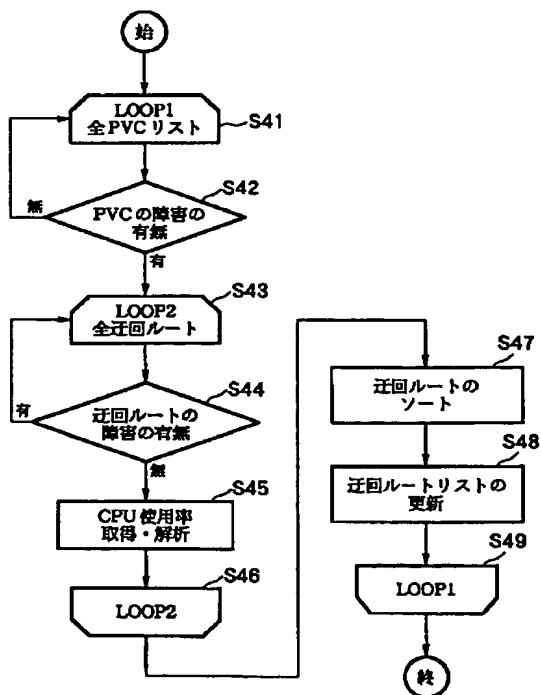 始
LOOP1
全PVCリスト
S41
S42
無
PVCの障害の
有無
有
S43
LOOP2
全迂回ルート
S44
有
迂回ルートの
障害の有無
無
S45
CPU使用率
取得・解析
S46
LOOP2
S47
迂回ルートの
ソート
S48
迂回ルートリストの
更新
S49
LOOP1
終